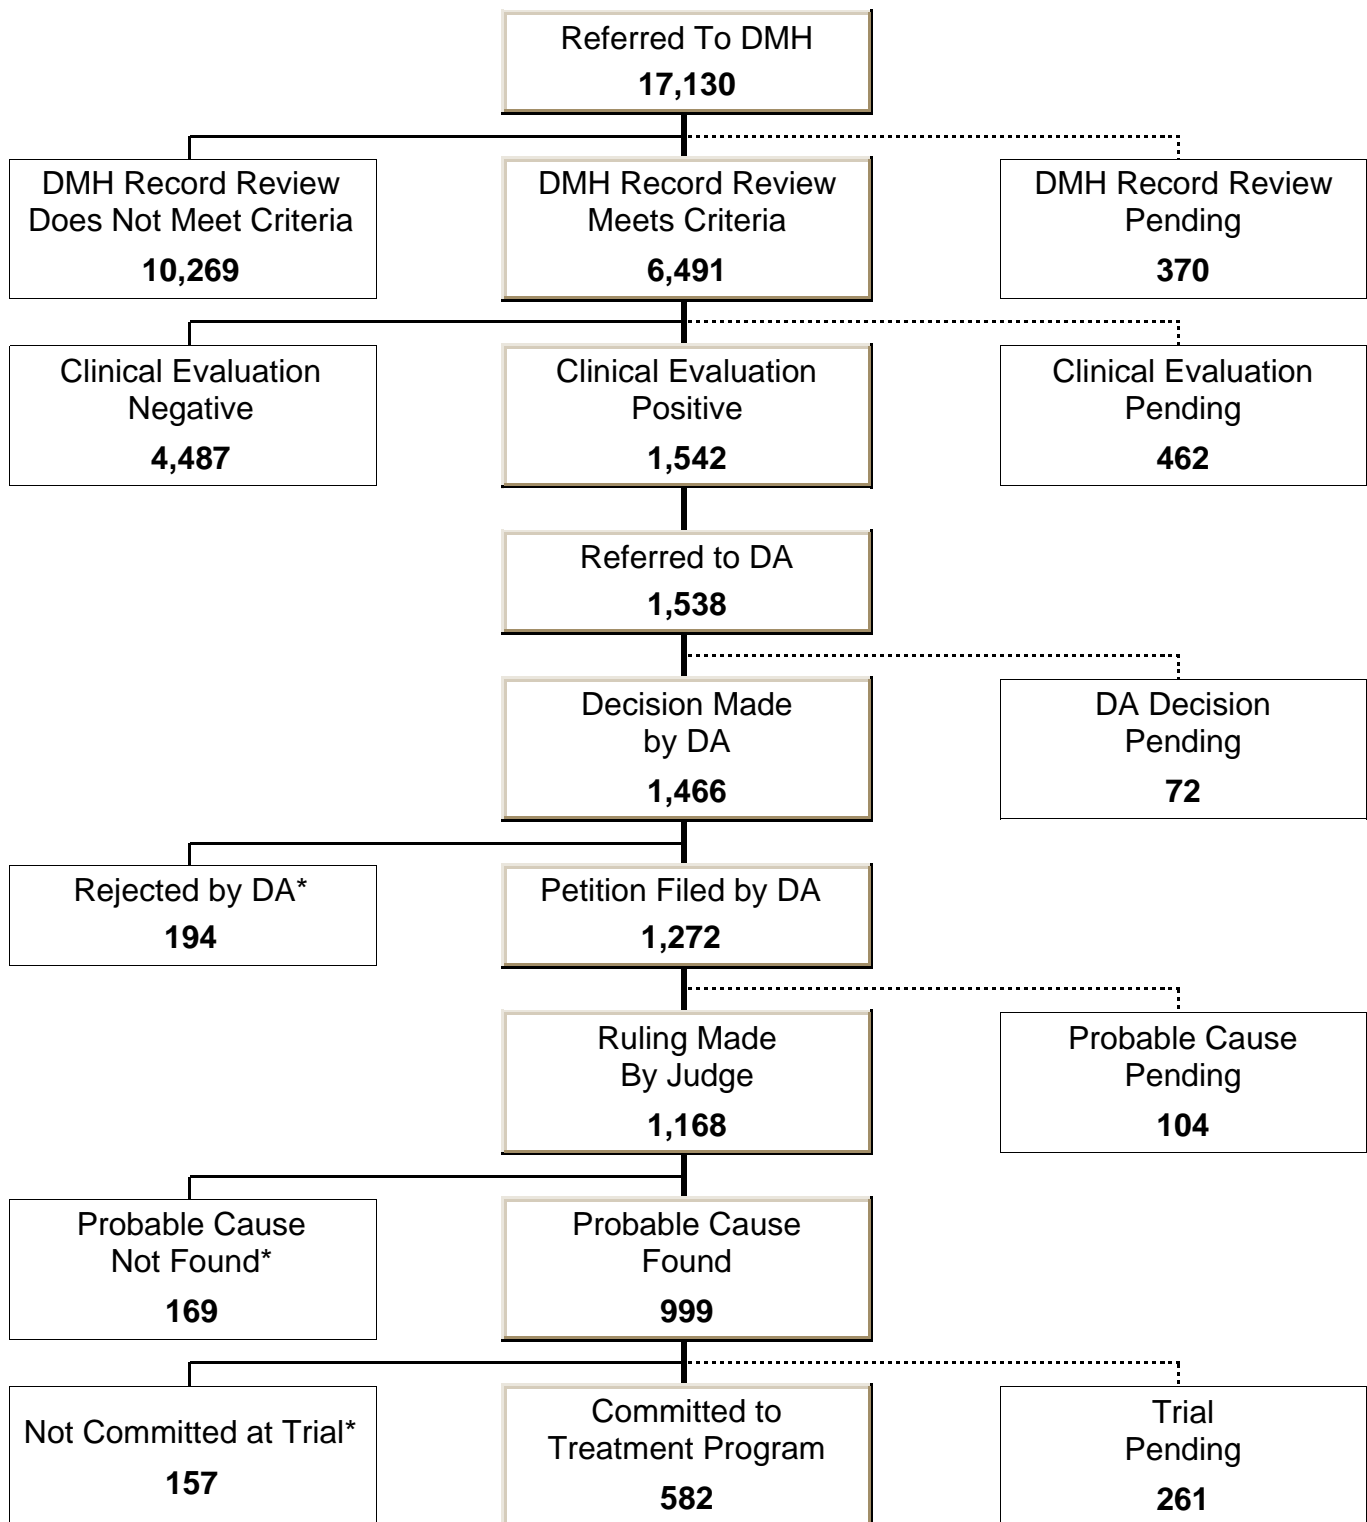 Referred To DMH
17,130
DMH Record Review
Does Not Meet Criteria
10,269
DMH Record Review
Meets Criteria
6,491
DMH Record Review
Pending
370
Clinical Evaluation
Negative
4,487
Clinical Evaluation
Positive
1,542
Clinical Evaluation
Pending
462
Referred to DA
1,538
Decision Made
by DA
1,466
DA Decision
Pending
72
Rejected by DA*
194
Petition Filed by DA
1,272
Ruling Made
By Judge
1,168
Probable Cause
Pending
104
Probable Cause
Not Found*
169
Probable Cause
Found
999
Not Committed at Trial*
157
Committed to
Treatment Program
582
Trial
Pending
261